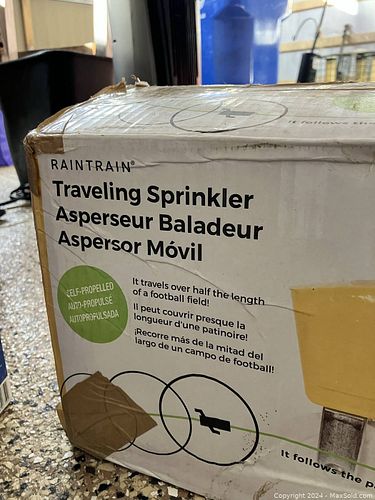 It follows the
RAINTRAIN®
Traveling Sprinkler
Asperseur Baladeur
Aspersor Móvil
SELF-PROPELLED
AUTO-PROPULSÉ
AUTOPROPULSADA
It travels over half the length
of a football field!
Il peut couvrir presque la
longueur d'une patinoire!
¡Recorre más de la mitad del
largo de un campo de football!
It follows the
Copyright 2024 - MaxSold.com